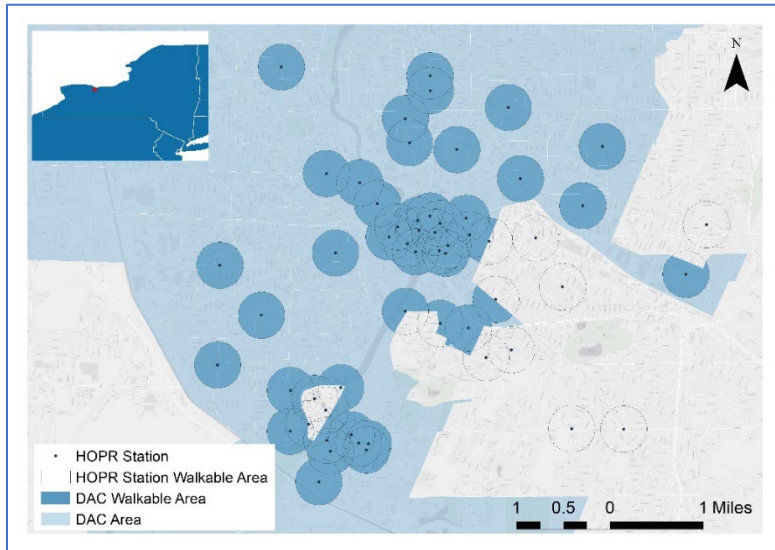 N
HOPR Station
HOPR Station Walkable Area
DAC Walkable Area
DAC Area
1 0.5 0 1 Miles